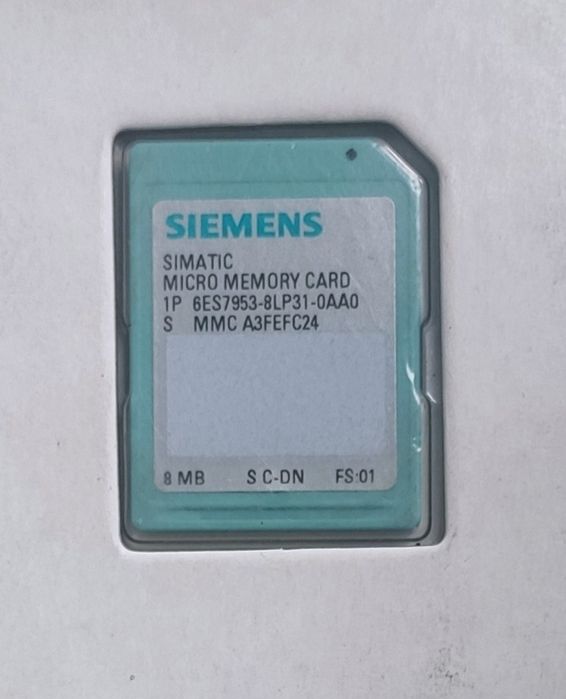 SIEMENS
SIMATIC
MICRO MEMORY CARD
1P 6ES7953-8LP31-0AA0
S MMC A3FEFC24
8 MB S C-DN FS:01